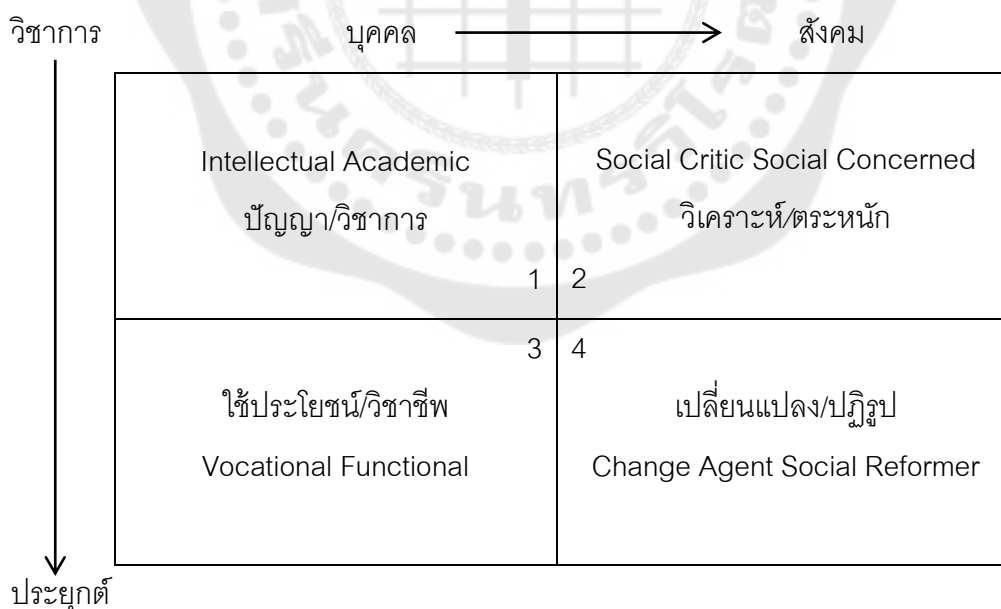 วิชาการ บุคคล สังคม
Intellectual Academic
ปัญญา/วิชาการ
1
Social Critic Social Concerned
วิเคราะห์/ตระหนัก
2
3
ใช้ประโยชน์/วิชาชีพ
Vocational Functional
4
เปลี่ยนแปลง/ปฏิรูป
Change Agent Social Reformer
ประยุกต์